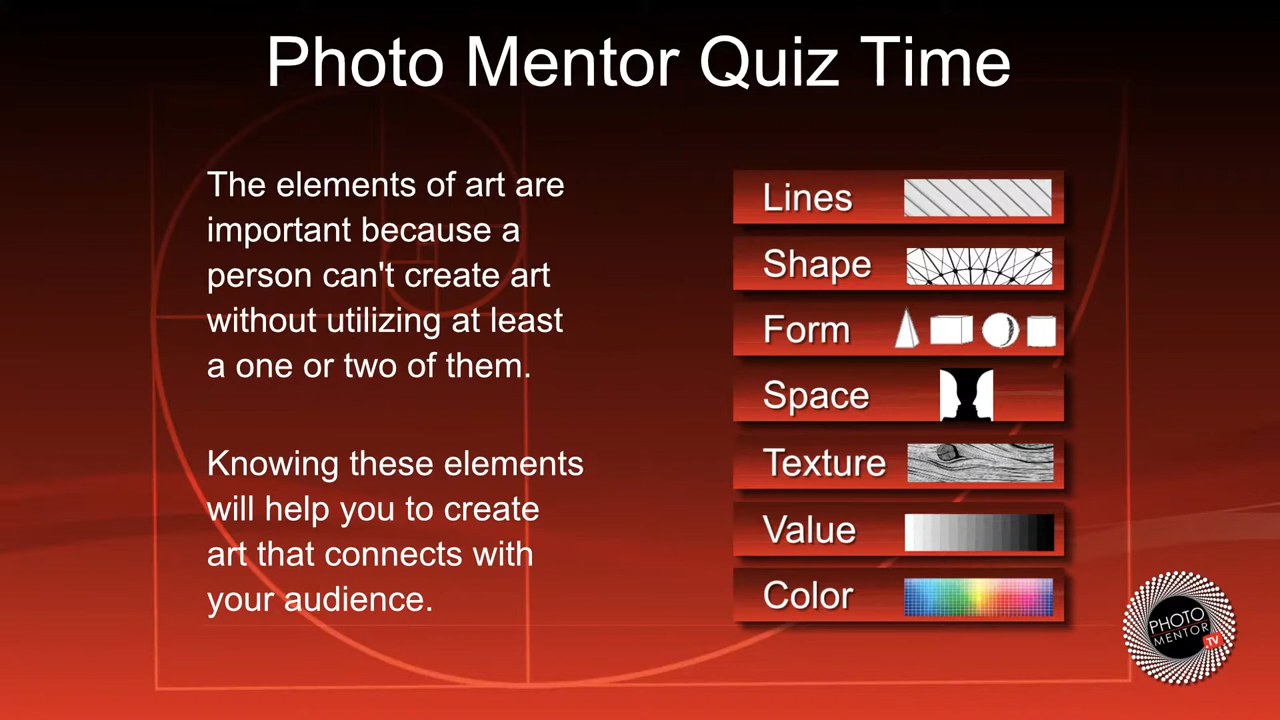 Photo Mentor Quiz Time
The elements of art are
important because a
person can't create art
without utilizing at least
a one or two of them.
Knowing these elements
will help you to create
art that connects with
your audience.
Lines
Shape
Form
Space
Texture
Value
Color
PHOTO
MENTOR
TV